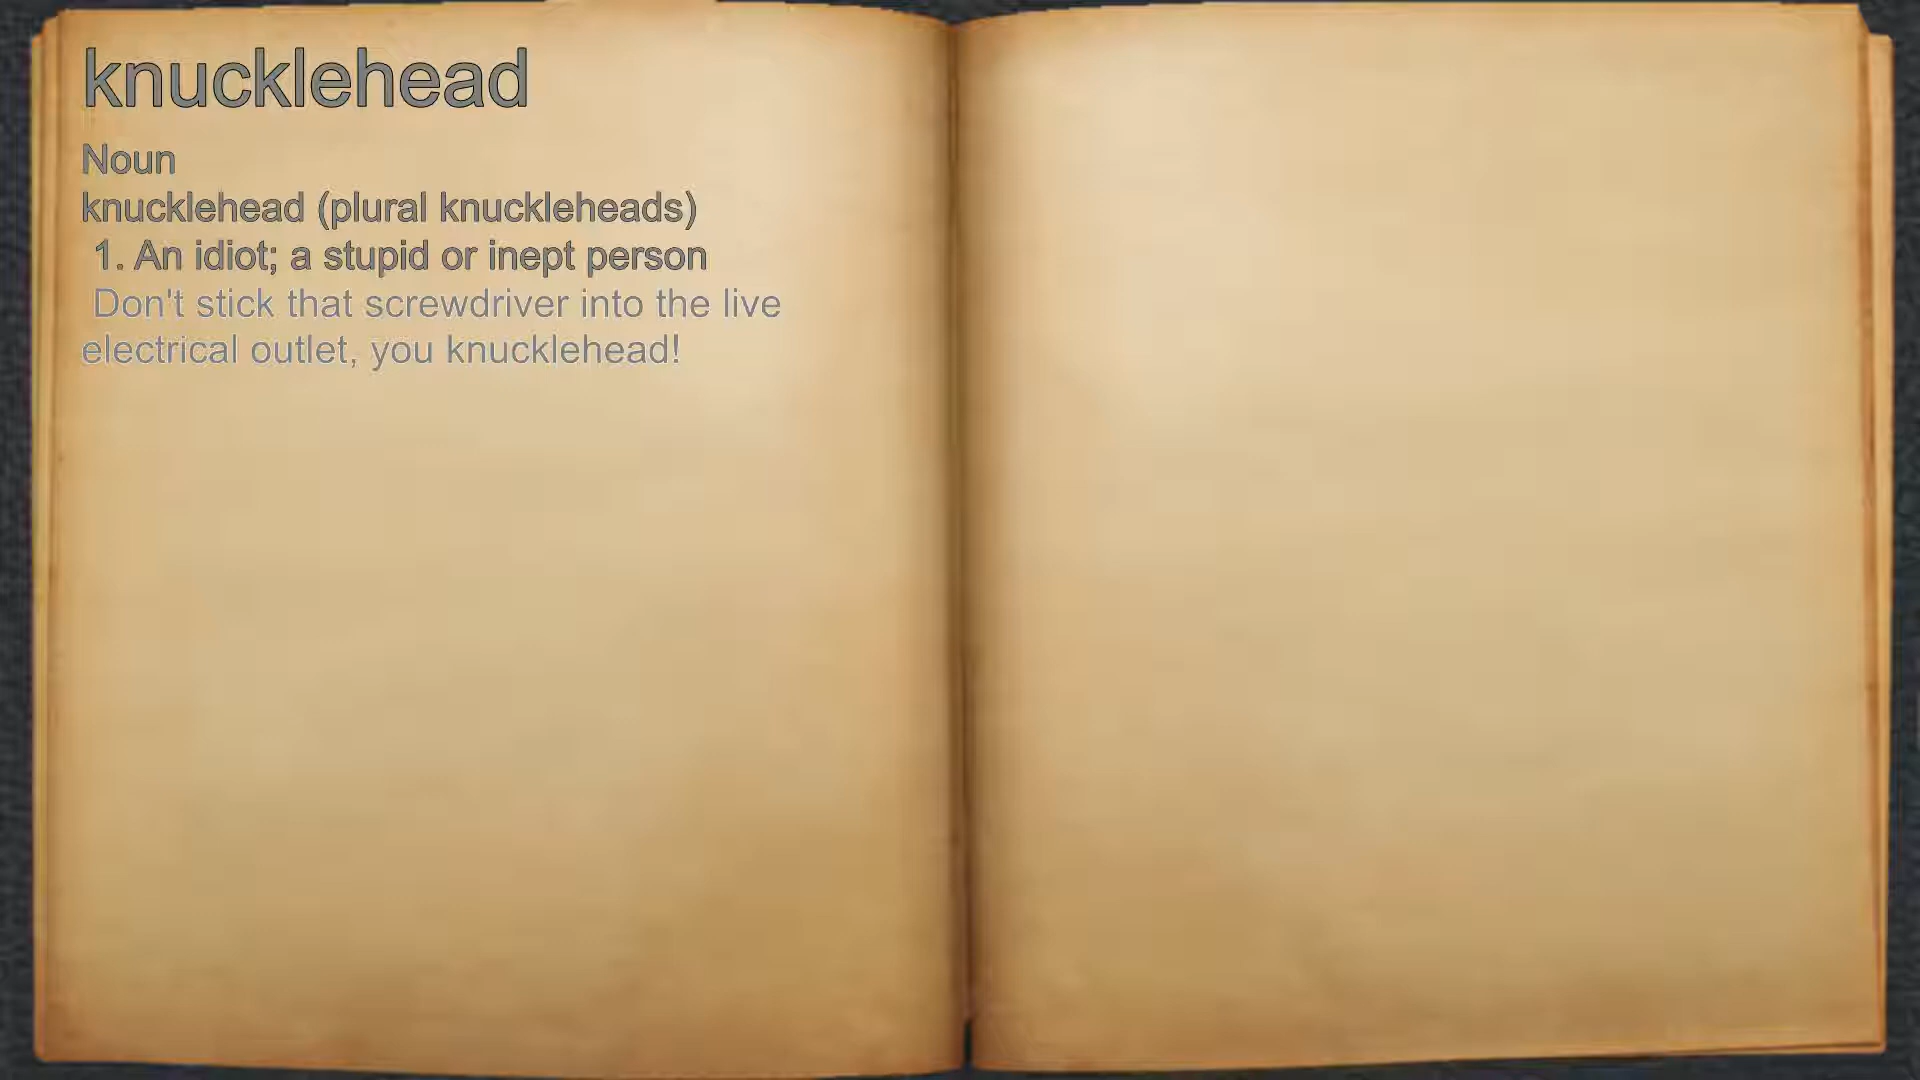 knucklehead
Noun
knucklehead (plural knuckleheads)
1. An idiot; a stupid or inept person
Don't stick that screwdriver into the live
electrical outlet, you knucklehead!